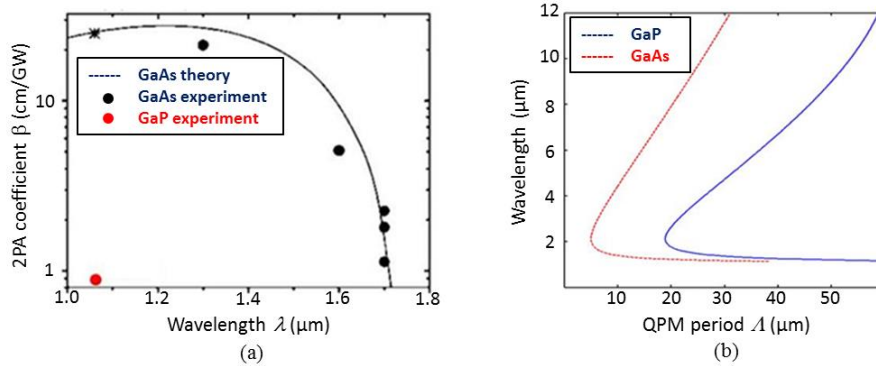 2PA coefficient β (cm/GW)
10
1
GaAs theory
GaAs experiment
GaP experiment
1.0 1.2 1.4 1.6 1.8
Wavelength λ (μm)
(a)
Wavelength (μm)
12
10
8
6
4
2
GaP
GaAs
10 20 30 40 50
QPM period Λ (μm)
(b)